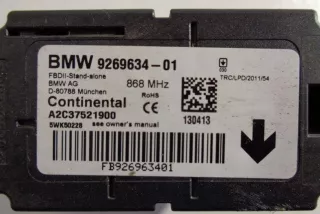 BMW 9269634-01
FBDII-Stand-alone
BMW AG 868 MHz
D-80788 München RoHS
TRC/LPD/2011/54
Continental
A2C37521900
130413
5WK50228 see owner's manual
FB926963401